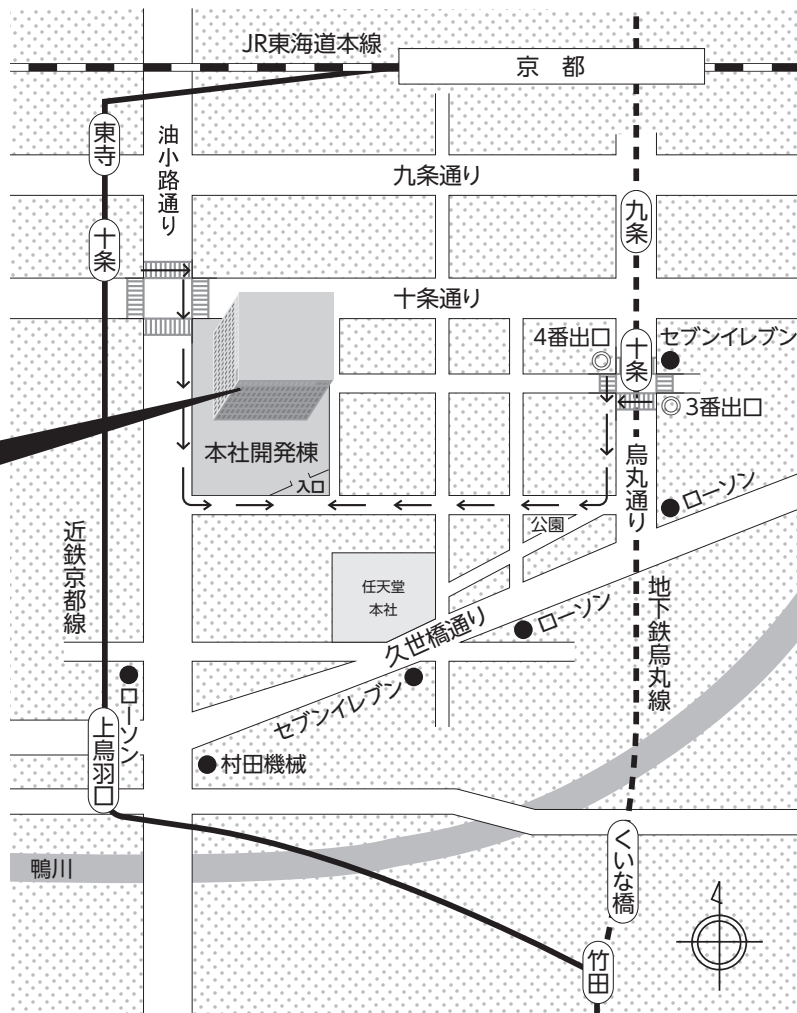 JR東海道本線
京都
東寺
油小路通り
九条通り
九条
十条
十条通り
4番出口
十条
セブンイレブン
3番出口
本社開発棟
入口
烏丸通り
ローソン
公園
近鉄京都線
任天堂
本社
久世橋通り
ローソン
地下鉄烏丸線
ローソン
セブンイレブン
上鳥羽口
村田機械
鴨川
くいな橋
竹田